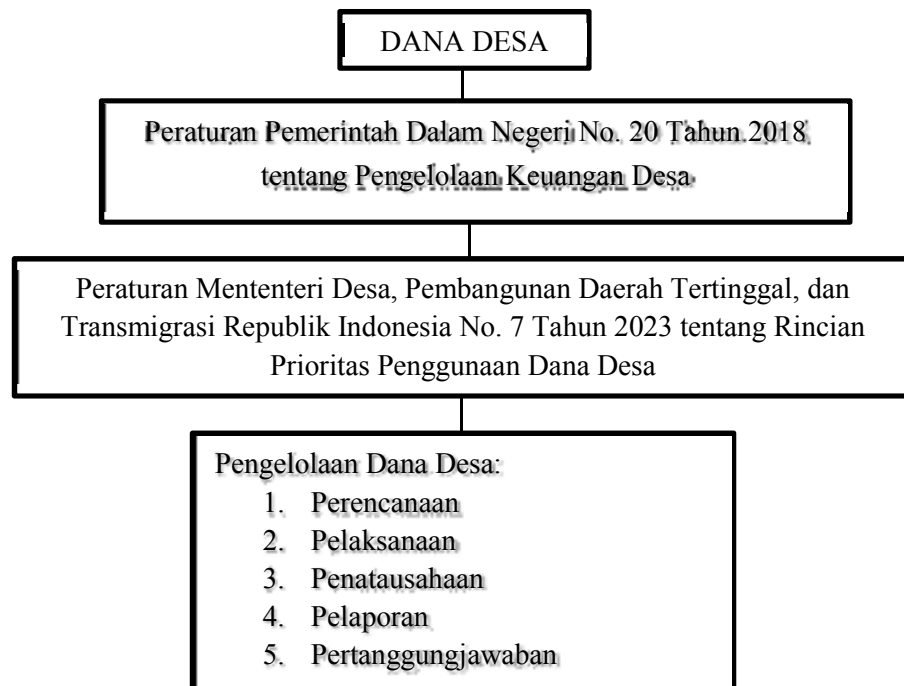 DANA DESA
Peraturan Pemerintah Dalam Negeri No. 20 Tahun 2018
tentang Pengelolaan Keuangan Desa
Peraturan Mententeri Desa, Pembangunan Daerah Tertinggal, dan
Transmigrasi Republik Indonesia No. 7 Tahun 2023 tentang Rincian
Prioritas Penggunaan Dana Desa
Pengelolaan Dana Desa:
1. Perencanaan
2. Pelaksanaan
3. Penatausahaan
4. Pelaporan
5. Pertanggungjawaban